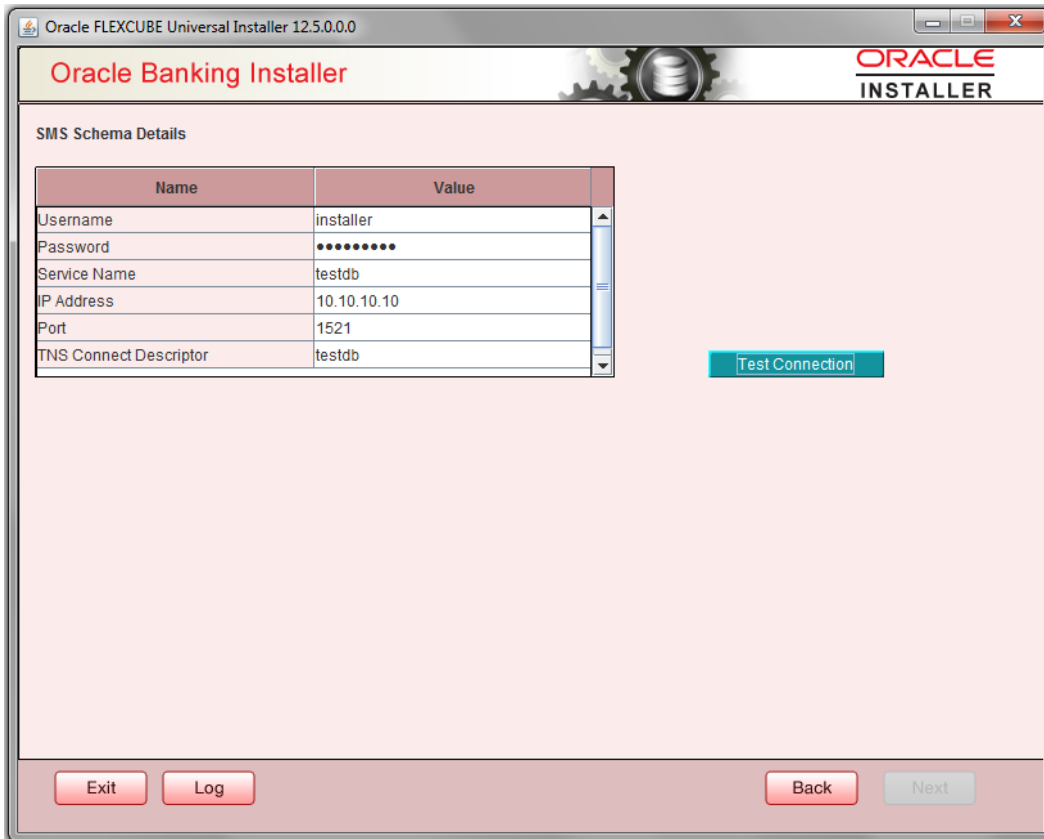 Oracle FLEXCUBE Universal Installer 12.5.0.0.0
Oracle Banking Installer
ORACLE
INSTALLER
SMS Schema Details
Name Value
Username installer
Password •••••••••
Service Name testdb
IP Address 10.10.10.10
Port 1521
TNS Connect Descriptor testdb
Test Connection
Exit Log Back Next